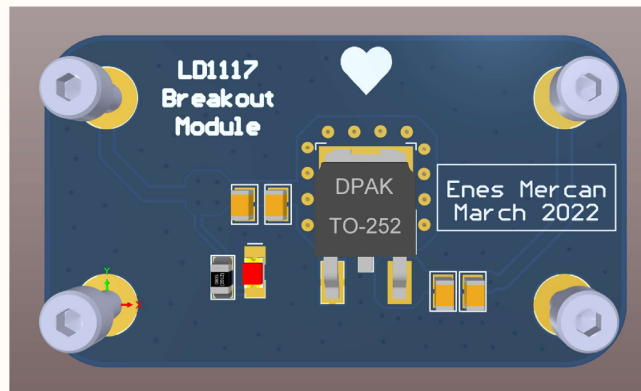 LD1117
Breakout
Module
DPAK
TO-252
Enes Mercan
March 2022